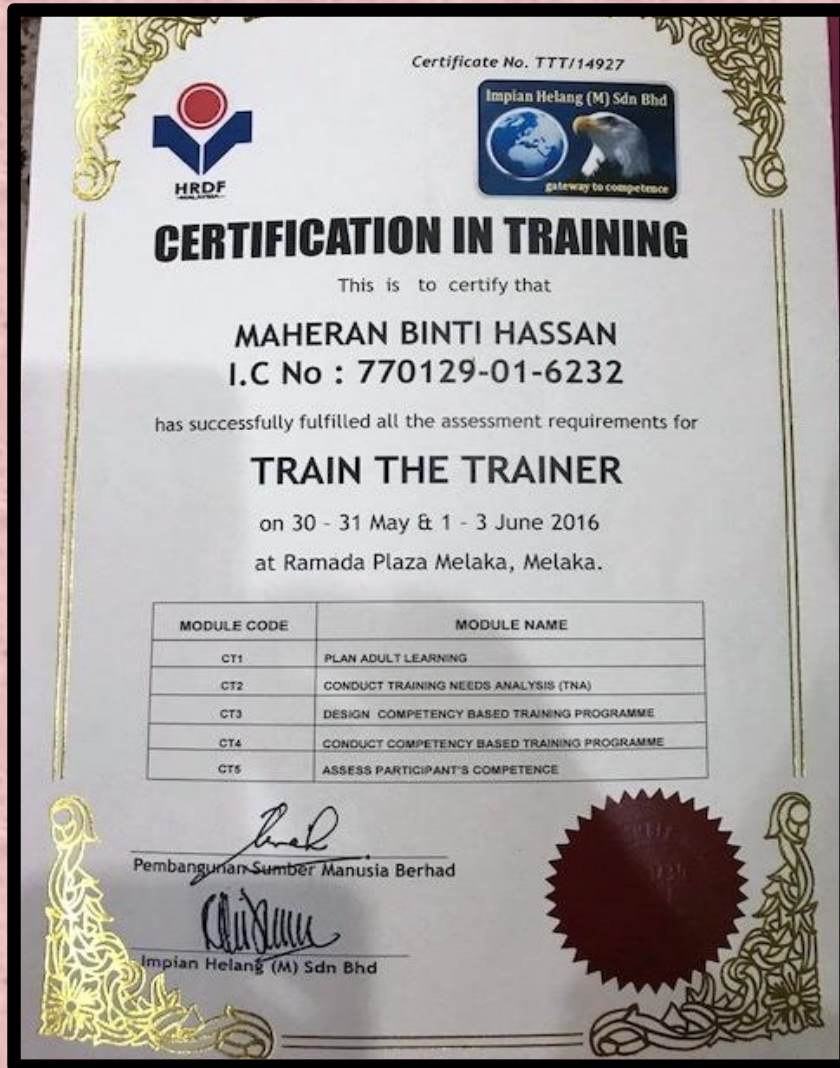 Certificate No. TTT/14927
HRDF
MALAYSIA
Impian Helang (M) Sdn Bhd
gateway to competence
CERTIFICATION IN TRAINING
This is to certify that
MAHERAN BINTI HASSAN
I.C No : 770129-01-6232
has successfully fulfilled all the assessment requirements for
TRAIN THE TRAINER
on 30 - 31 May & 1 - 3 June 2016
at Ramada Plaza Melaka, Melaka.
MODULE CODE MODULE NAME
CT1 PLAN ADULT LEARNING
CT2 CONDUCT TRAINING NEEDS ANALYSIS (TNA)
CT3 DESIGN COMPETENCY BASED TRAINING PROGRAMME
CT4 CONDUCT COMPETENCY BASED TRAINING PROGRAMME
CT5 ASSESS PARTICIPANT'S COMPETENCE
Pembangunan Sumber Manusia Berhad
Impian Helang (M) Sdn Bhd